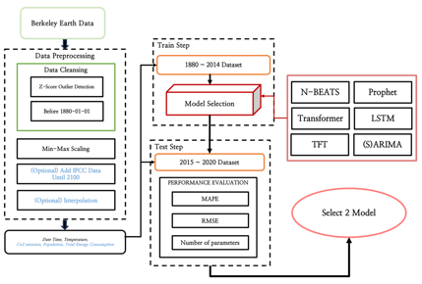 Berkeley Earth Data
Data Preprocessing
Data Cleansing
Z-Score Outlier Detection
Before 1880-01-01
Min-Max Scaling
(Optional) Add IPCC Data
Until 2100
(Optional) Interpolation
Date Time, Temperature,
Co2 emission, Population, Total Energy Consumption
Train Step
1880 ~ 2014 Dataset
Model Selection
Test Step
2015 ~ 2020 Dataset
PERFORMANCE EVALUATION
MAPE
RMSE
Number of parameters
N-BEATS
Prophet
Transformer
LSTM
TFT
(S)ARIMA
Select 2 Model